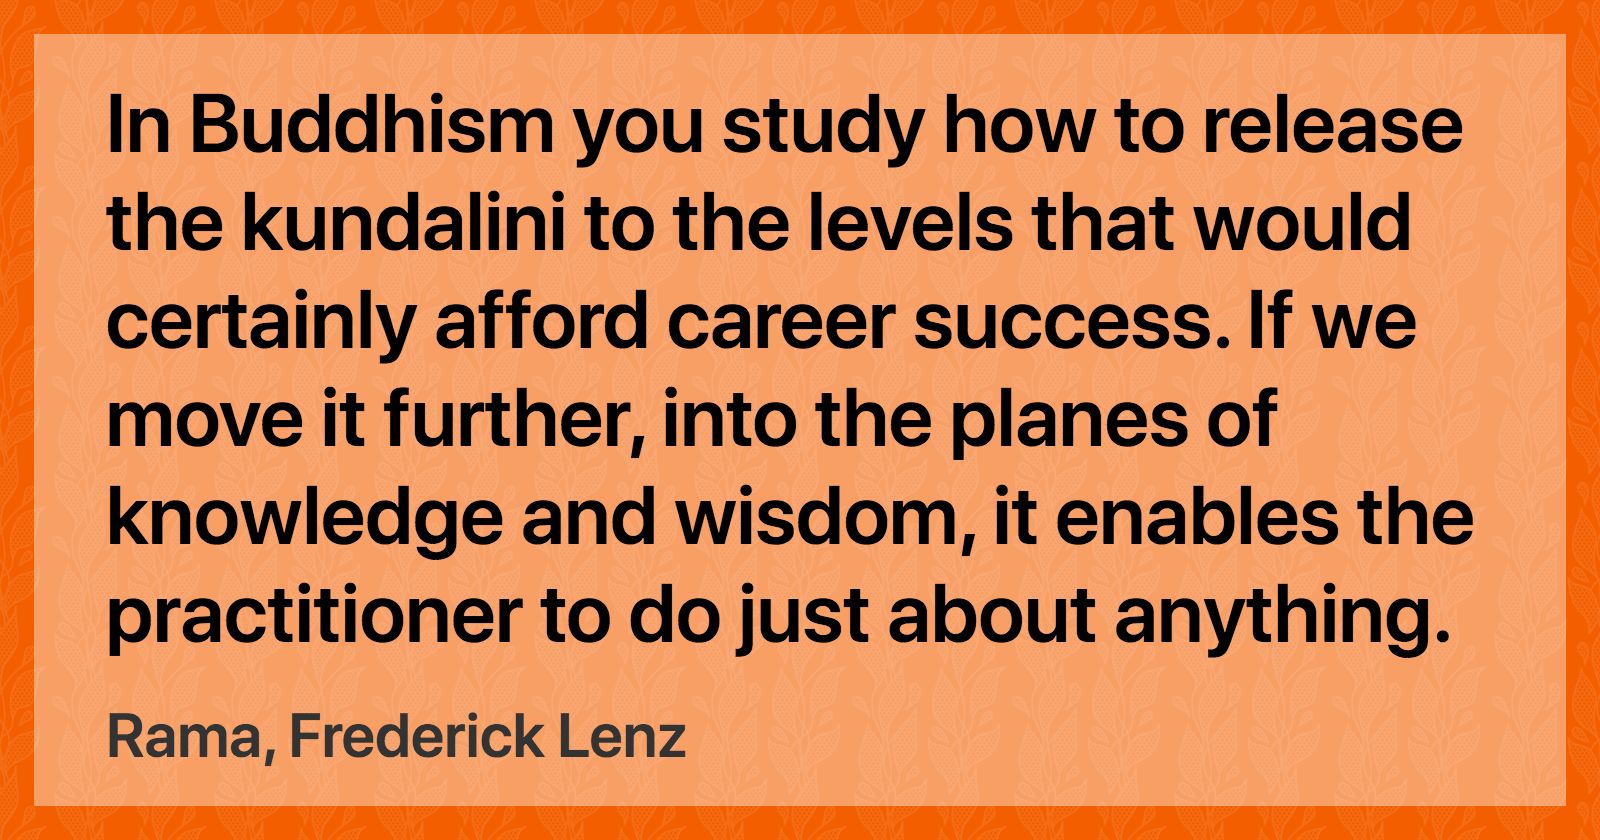 In Buddhism you study how to release
the kundalini to the levels that would
certainly afford career success. If we
move it further, into the planes of
knowledge and wisdom, it enables the
practitioner to do just about anything.
Rama, Frederick Lenz